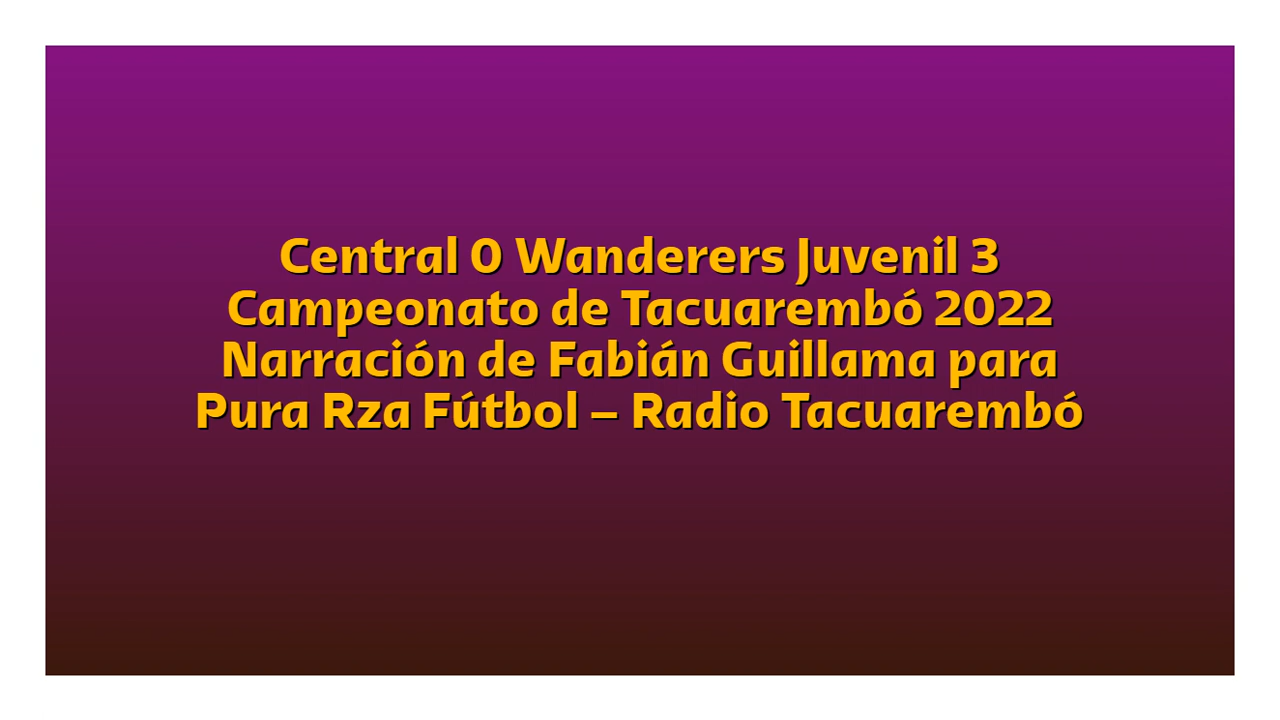 Central 0 Wanderers Juvenil 3
Campeonato de Tacuarembó 2022
Narración de Fabián Guillama para
Pura Rza Fútbol – Radio Tacuarembó